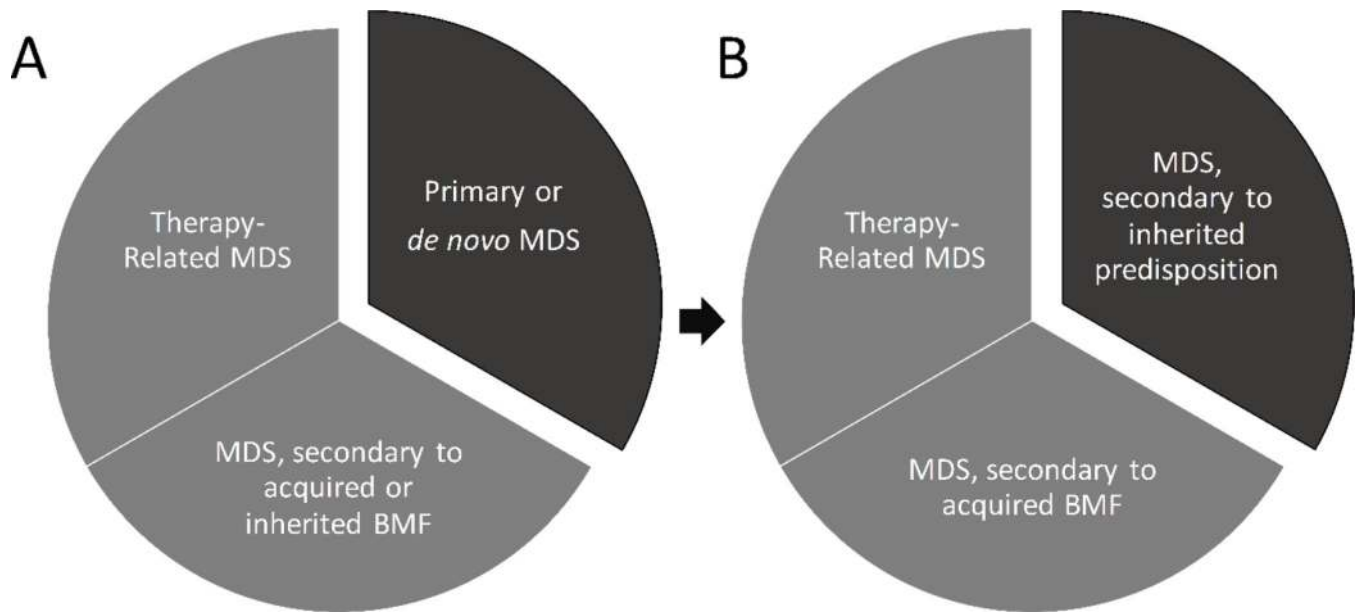 A
Therapy-
Related MDS
Primary or
de novo MDS
MDS, secondary to
acquired or
inherited BMF
B
Therapy-
Related MDS
MDS,
secondary to
inherited
predisposition
MDS, secondary to
acquired BMF